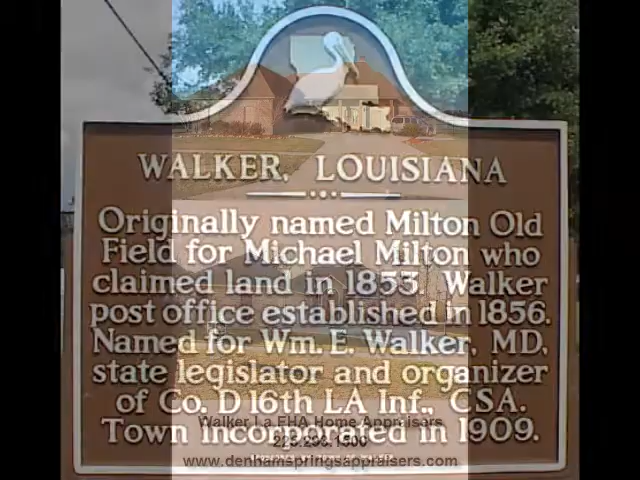 WALKER, LOUISIANA
Originally named Milton Old
Field for Michael Milton who
claimed land in 1853. Walker
post office established in 1856.
Named for Wm. E. Walker, MD,
state legislator and organizer
of Co. D 16th LA Inf., CSA.
Walker La FHA Home Appraisers
Town incorporated in 1909.
www.denhamspringsappraisers.com